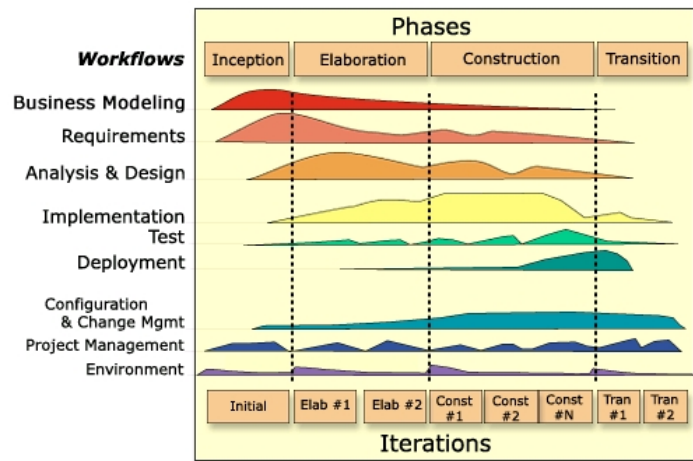 Phases
Workflows
Inception
Elaboration
Construction
Transition
Business Modeling
Requirements
Analysis & Design
Implementation
Test
Deployment
Configuration
& Change Mgmt
Project Management
Environment
Initial
Elab #1
Elab #2
Const
#1
Const
#2
Const
#N
Tran
#1
Tran
#2
Iterations